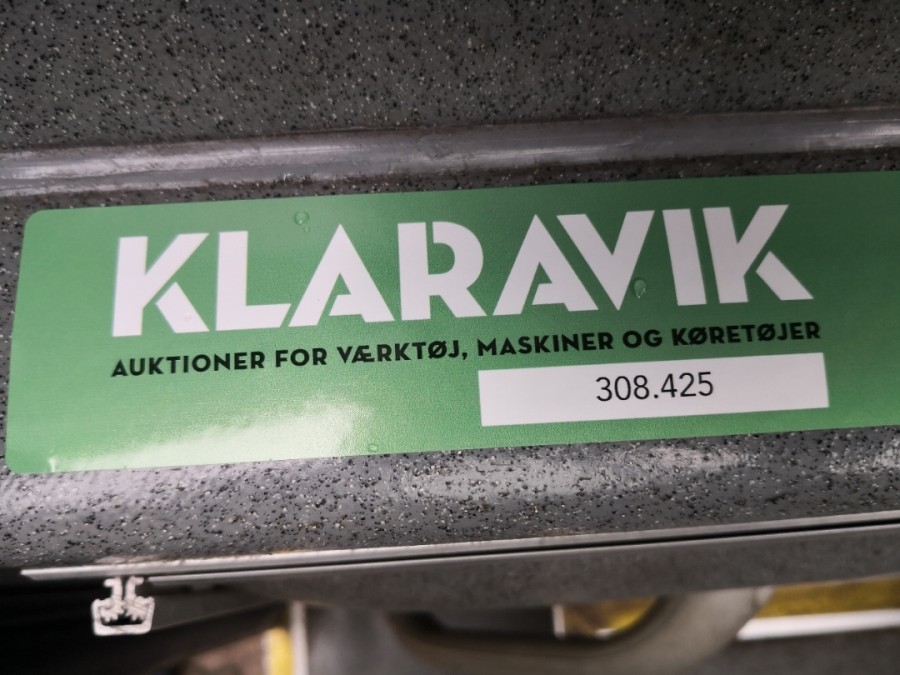 KLARAVIK
AUKTIONER FOR VÆRKTØJ, MASKINER OG KØRETØJER
308.425